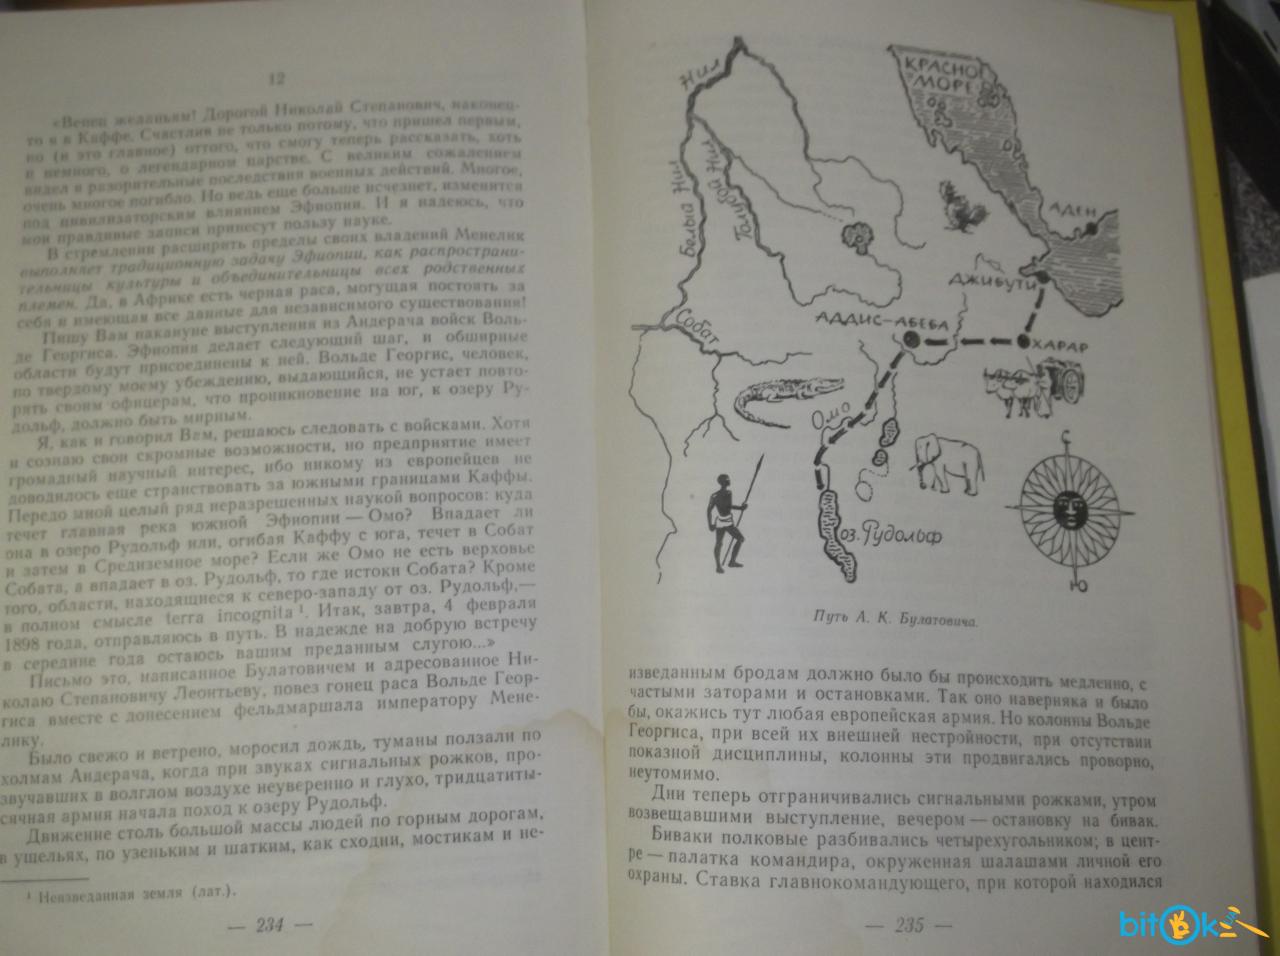 12
«Венец желаньям! Дорогой Николай Степанович, наконец-
то я в Каффе. Счастлив не только потому, что пришел первым,
но (и это главное) оттого, что смогу теперь рассказать, хоть
и немного, о легендарном царстве. С великим сожалением
видел я разорительные последствия военных действий. Многое,
очень многое погибло. Но ведь еще больше исчезнет, изменится
под цивилизаторским влиянием Эфиопии. И я надеюсь, что
мои правдивые записи принесут пользу науке.
В стремлении расширить пределы своих владений Менелик
выполняет традиционную задачу Эфиопии, как распространи-
тельницы культуры и объединительницы всех родственных
племен. Да, в Африке есть черная раса, могущая постоять за
себя и имеющая все данные для независимого существования!
Пишу Вам накануне выступления из Андерача войск Воль-
де Георгиса. Эфиопия делает следующий шаг, и обширные
области будут присоединены к ней. Вольде Георгис, человек,
по твердому моему убеждению, выдающийся, не устает повто-
рять своим офицерам, что проникновение на юг, к озеру Ру-
дольф, должно быть мирным.
Я, как и говорил Вам, решаюсь следовать с войсками. Хотя
и сознаю свои скромные возможности, но предприятие имеет
громадный научный интерес, ибо никому из европейцев не
доводилось еще странствовать за южными границами Каффы.
Передо мной целый ряд неразрешенных наукой вопросов: куда
течет главная река южной Эфиопии — Омо? Впадает ли
она в озеро Рудольф или, огибая Каффу с юга, течет в Собат
и затем в Средиземное море? Если же Омо не есть верховье
Собата, а впадает в оз. Рудольф, то где истоки Собата? Кроме
того, области, находящиеся к северо-западу от оз. Рудольф,—
в полном смысле terra incognita ¹. Итак, завтра, 4 февраля
1898 года, отправляюсь в путь. В надежде на добрую встречу
в середине года остаюсь вашим преданным слугою...»
Письмо это, написанное Булатовичем и адресованное Ни-
колаю Степановичу Леонтьеву, повез гонец раса Вольде Геор-
гиса вместе с донесением фельдмаршала императору Мене-
лику.
Было свежо и ветрено, моросил дождь, туманы ползали по
холмам Андерача, когда при звуках сигнальных рожков, про-
звучавших в волглом воздухе неуверенно и глухо, тридцатиты-
сячная армия начала поход к озеру Рудольф.
Движение столь большой массы людей по горным дорогам,
в ущельях, по узеньким и шатким, как сходни, мостикам и не-
¹ Неизведанная земля (лат.).
— 234 —
НИЛ
КРАСНОЕ
МОРЕ
Белый Нил
Голубой Нил
АДЕН
ДЖИБУТИ
Собат
АДДИС-АБЕБА
ХАРАР
Омо
С
оз. Рудольф
Ю
Путь А. К. Булатовича.
изведанным бродам должно было бы происходить медленно, с
частыми заторами и остановками. Так оно наверняка и было
бы, окажись тут любая европейская армия. Но колонны Вольде
Георгиса, при всей их внешней нестройности, при отсутствии
показной дисциплины, колонны эти продвигались проворно,
неутомимо.
Дни теперь отграничивались сигнальными рожками, утром
возвещавшими выступление, вечером — остановку на бивак.
Биваки полковые разбивались четырехугольником; в цент-
ре — палатка командира, окруженная шалашами личной его
охраны. Ставка главнокомандующего, при которой находился
— 235 —
bitok